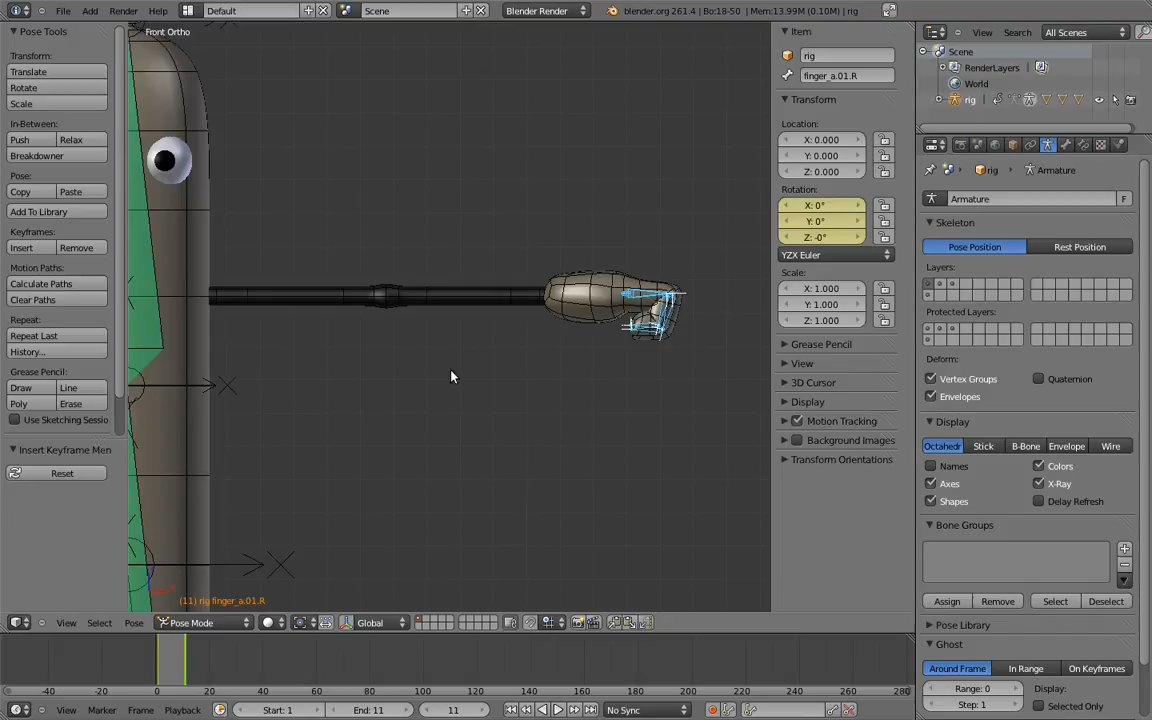 File Add Render Help Default Scene Blender Render blender.org 261.4 | Bo:18-50 | Mem:13.99M (0.10M) | rig
Pose Tools
Transform:
Translate
Rotate
Scale
In-Between:
Push Relax
Breakdowner
Pose:
Copy Paste
Add To Library
Keyframes:
Insert Remove
Motion Paths:
Calculate Paths
Clear Paths
Repeat:
Repeat Last
History...
Grease Pencil:
Draw Line
Poly Erase
Use Sketching Sessio
Insert Keyframe Men
Reset
Front Ortho
(11) rig finger_a.01.R
Item
rig
finger_a.01.R
Transform
Location:
X: 0.000
Y: 0.000
Z: 0.000
Rotation:
X: 0°
Y: 0°
Z: -0°
YZX Euler
Scale:
X: 1.000
Y: 1.000
Z: 1.000
Grease Pencil
View
3D Cursor
Display
Motion Tracking
Background Images
Transform Orientations
View Search All Scenes
Scene
RenderLayers
World
rig
rig Armature
Armature F
Skeleton
Pose Position Rest Position
Layers:
Protected Layers:
Deform:
Vertex Groups Quaternion
Envelopes
Display
Octahedr Stick B-Bone Envelope Wire
Names Colors
Axes X-Ray
Shapes Delay Refresh
Bone Groups
Assign Remove Select Deselect
Pose Library
Ghost
Around Frame In Range On Keyframes
Range: 0 Display:
Step: 1 Selected Only
View Select Pose Pose Mode Global
-40 -20 0 20 40 60 80 100 120 140 160 180 200 220 240 260 280
View Marker Frame Playback Start: 1 End: 11 11 No Sync